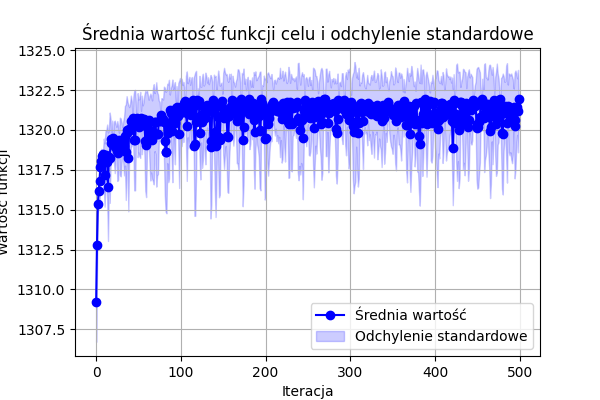 Średnia wartość funkcji celu i odchylenie standardowe
1325.0
1322.5
1320.0
1317.5
1315.0
1312.5
1310.0
1307.5
Wartość funkcji
Średnia wartość
Odchylenie standardowe
0
100
200
300
400
500
Iteracja